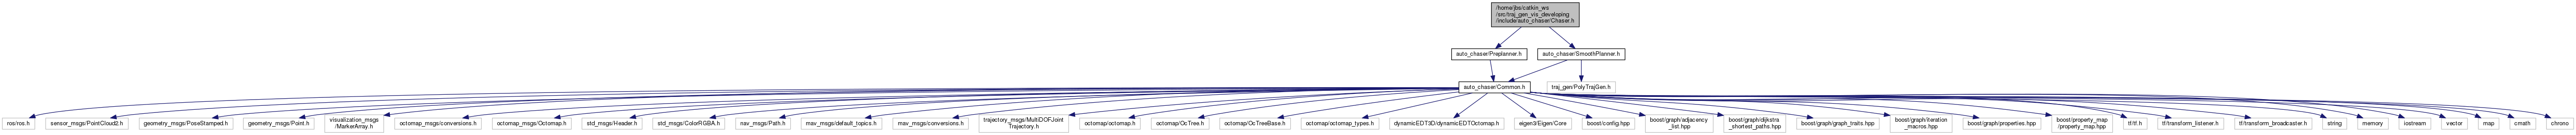 /home/jbs/catkin_ws
/src/traj_gen_vis_developing
/include/auto_chaser/Chaser.h
auto_chaser/Preplanner.h
auto_chaser/SmoothPlanner.h
auto_chaser/Common.h
traj_gen/PolyTrajGen.h
ros/ros.h
sensor_msgs/PointCloud2.h
geometry_msgs/PoseStamped.h
geometry_msgs/Point.h
visualization_msgs
/MarkerArray.h
octomap_msgs/conversions.h
octomap_msgs/Octomap.h
std_msgs/Header.h
std_msgs/ColorRGBA.h
nav_msgs/Path.h
mav_msgs/default_topics.h
mav_msgs/conversions.h
trajectory_msgs/MultiDOFJoint
Trajectory.h
octomap/octomap.h
octomap/OcTree.h
octomap/OcTreeBase.h
octomap/octomap_types.h
dynamicEDT3D/dynamicEDTOctomap.h
eigen3/Eigen/Core
boost/config.hpp
boost/graph/adjacency
_list.hpp
boost/graph/dijkstra
_shortest_paths.hpp
boost/graph/graph_traits.hpp
boost/graph/iteration
_macros.hpp
boost/graph/properties.hpp
boost/property_map
/property_map.hpp
tf/tf.h
tf/transform_listener.h
tf/transform_broadcaster.h
string
memory
iostream
vector
map
cmath
chrono